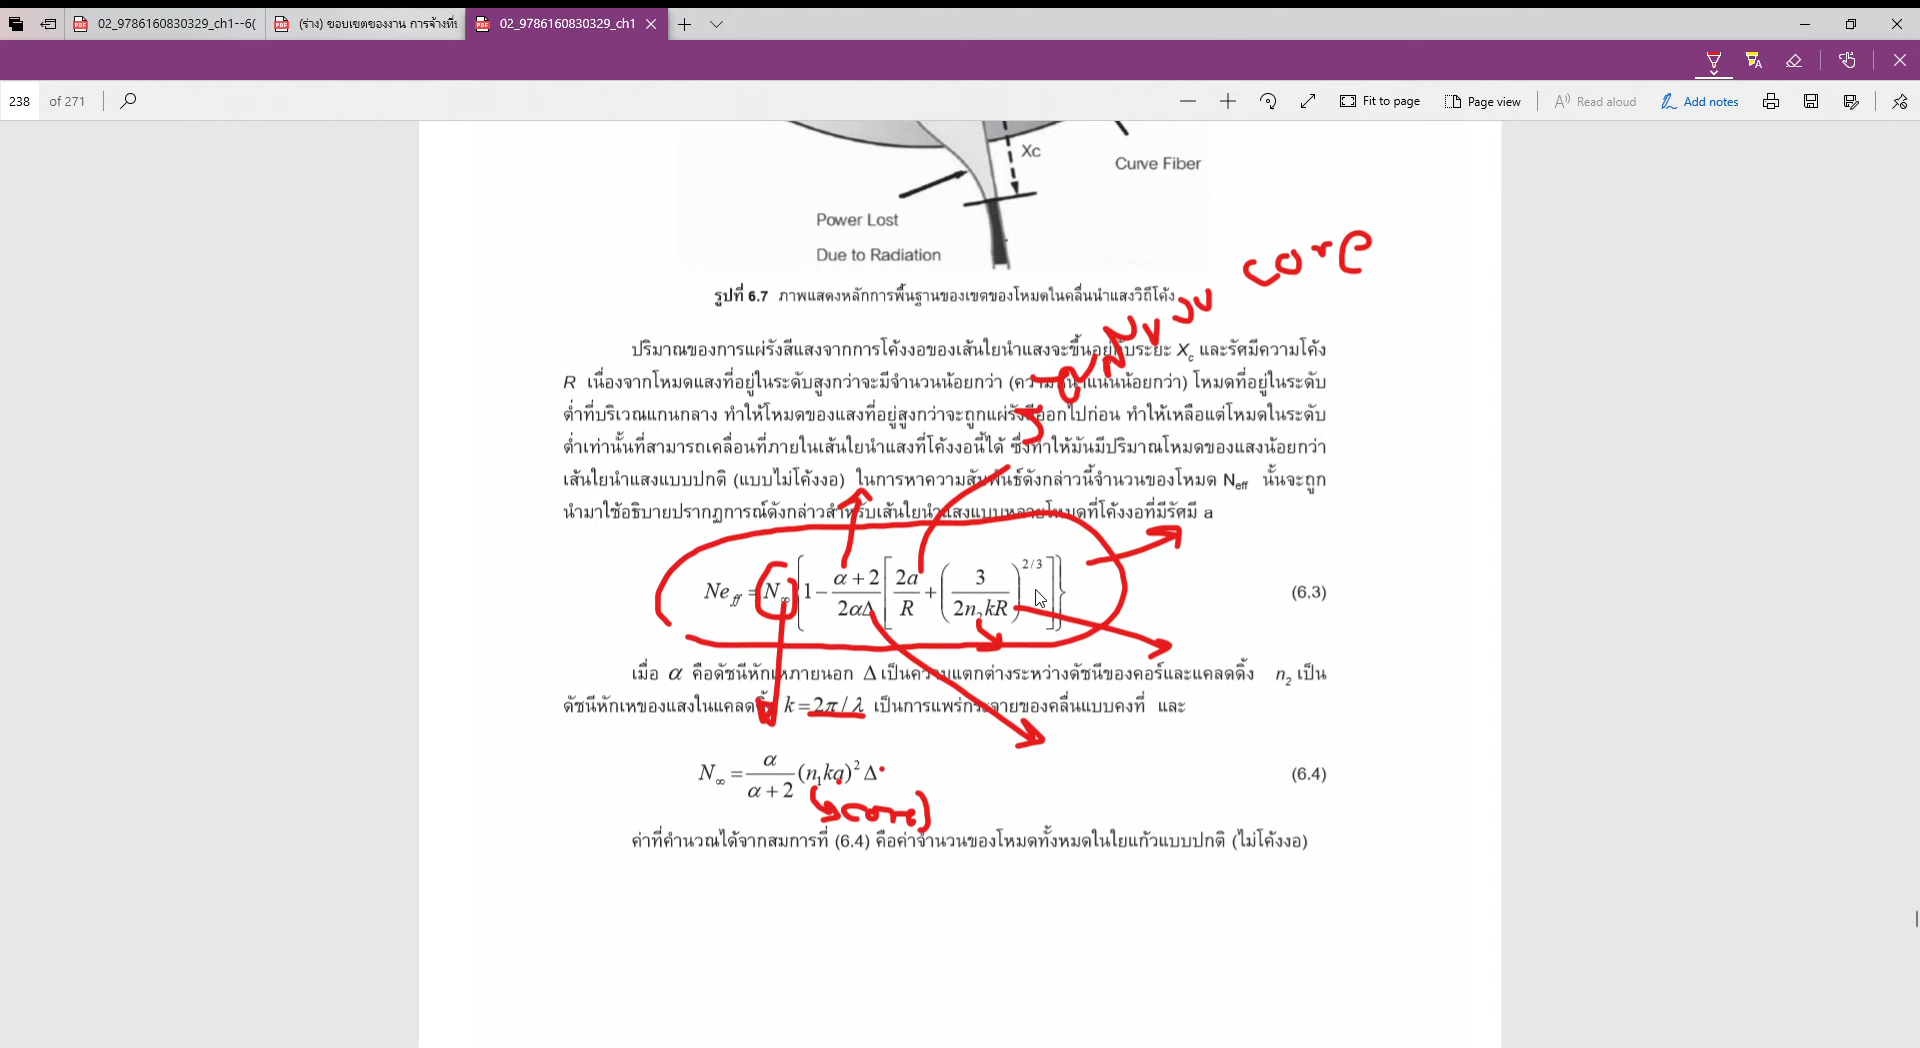 02_9786160830329_ch1--6(
(ร่าง) ขอบเขตของงาน การจ้างที่
02_9786160830329_ch1
238 of 271
Fit to page
Page view
Read aloud
Add notes
Xc
Curve Fiber
Power Lost
Due to Radiation
core
รูปที่ 6.7 ภาพแสดงหลักการพื้นฐานของเขตของโหมดในคลื่นนำแสงวิถีโค้ง
ปริมาณของการแผ่รังสีแสงจากการโค้งงอของเส้นใยนำแสงจะขึ้นอยู่กับระยะ Xc และรัศมีความโค้ง
R เนื่องจากโหมดแสงที่อยู่ในระดับสูงกว่าจะมีจำนวนน้อยกว่า (ความหนาแน่นน้อยกว่า) โหมดที่อยู่ในระดับ
ต่ำที่บริเวณแกนกลาง ทำให้โหมดของแสงที่อยู่สูงกว่าจะถูกแผ่รังสีออกไปก่อน ทำให้เหลือแต่โหมดในระดับ
ต่ำเท่านั้นที่สามารถเคลื่อนที่ภายในเส้นใยนำแสงที่โค้งงอนี้ได้ ซึ่งทำให้มันมีปริมาณโหมดของแสงน้อยกว่า
เส้นใยนำแสงแบบปกติ (แบบไม่โค้งงอ) ในการหาความสัมพันธ์ดังกล่าวนี้จำนวนของโหมด Neff นั้นจะถูก
นำมาใช้อธิบายปรากฏการณ์ดังกล่าวสำหรับเส้นใยนำแสงแบบหลายโหมดที่โค้งงอที่มีรัศมี a
Neff = N∞ {1 − (α + 2)/(2αΔ) [2a/R + (3/(2n₂kR))^(2/3)]} (6.3)
เมื่อ α คือดัชนีหักเหภายนอก Δ เป็นความแตกต่างระหว่างดัชนีของคอร์และแคลดดิ้ง n₂ เป็น
ดัชนีหักเหของแสงในแคลดดิ้ง k = 2π / λ เป็นการแพร่กระจายของคลื่นแบบคงที่ และ
N∞ = α/(α + 2) (n₁ka)² Δ (6.4)
(core)
ค่าที่คำนวณได้จากสมการที่ (6.4) คือค่าจำนวนของโหมดทั้งหมดในใยแก้วแบบปกติ (ไม่โค้งงอ)